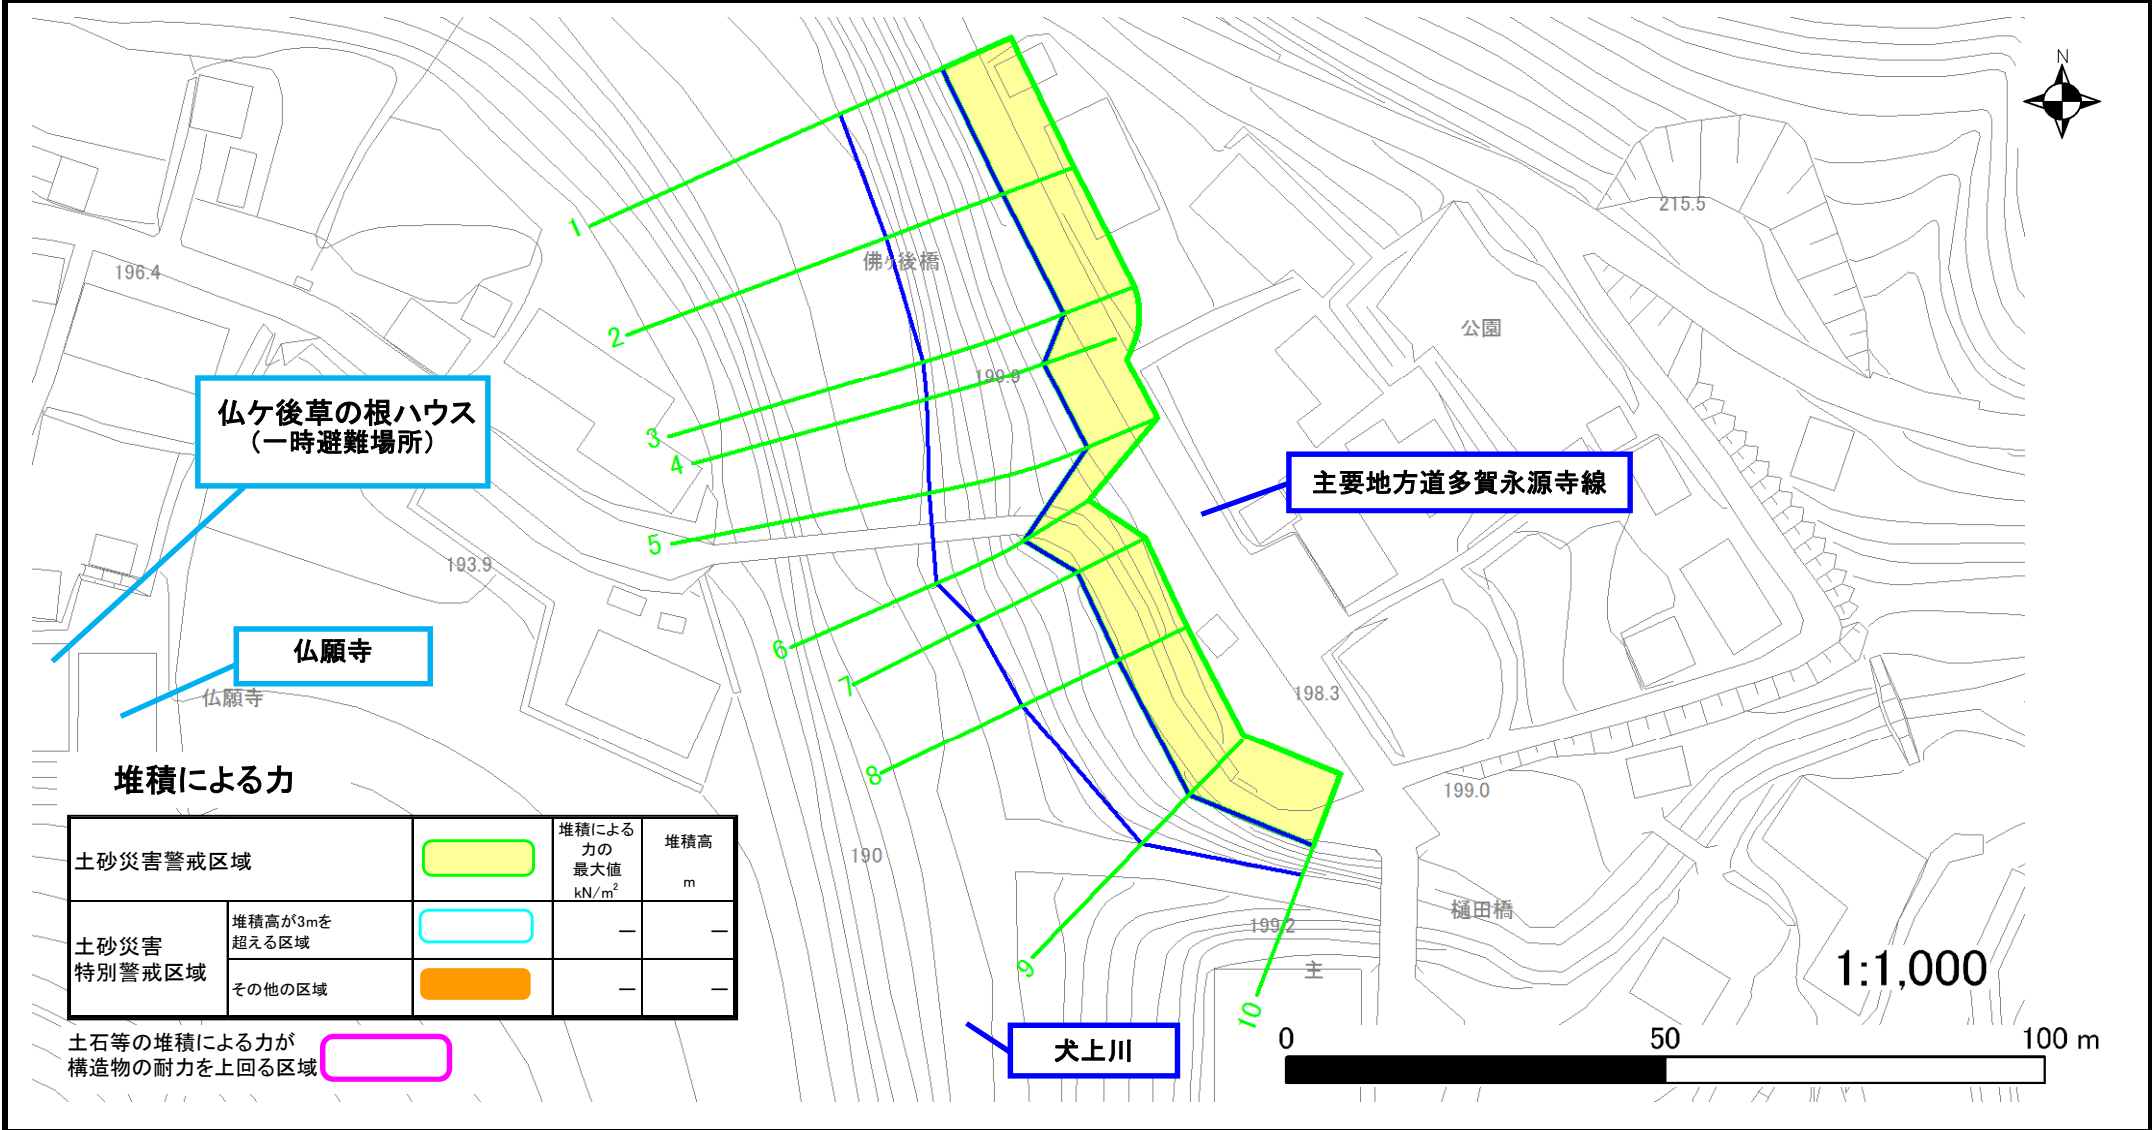 N
215.5
1
196.4
佛ケ後橋
公園
2
199.9
仏ケ後草の根ハウス
（一時避難場所）
3
4
主要地方道多賀永源寺線
5
193.9
6
仏願寺
7
仏願寺
198.3
8
堆積による力
199.0
土砂災害警戒区域
堆積による
力の
最大値
kN/m²
堆積高
m
190
土砂災害
特別警戒区域
堆積高が3mを
超える区域
—
—
その他の区域
—
—
樋田橋
199.2
9
主
1:1,000
10
土石等の堆積による力が
構造物の耐力を上回る区域
犬上川
0 50 100 m